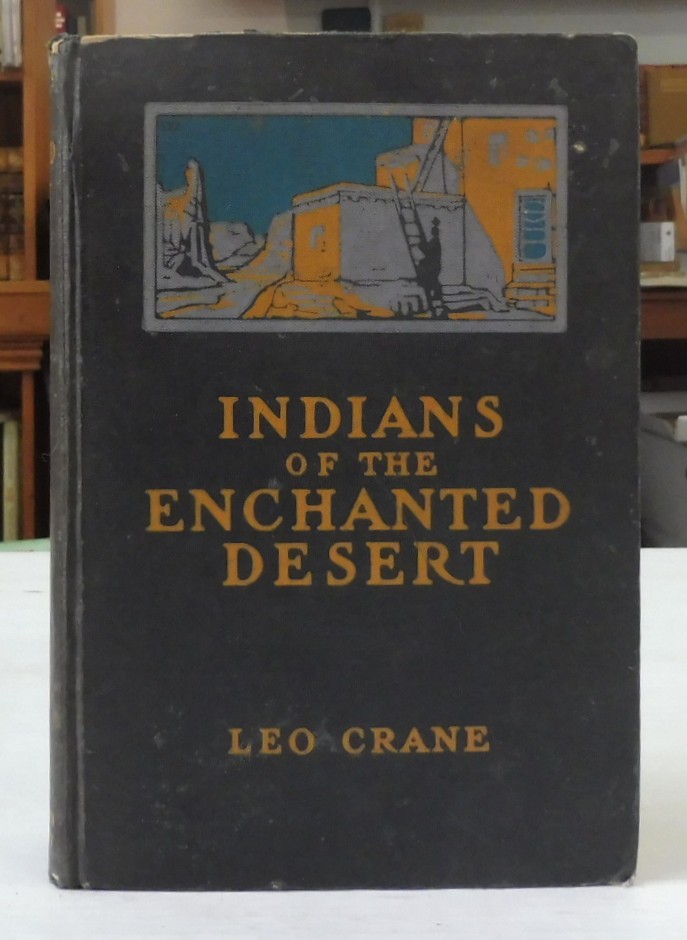 INDIANS
OF THE
ENCHANTED
DESERT
LEO CRANE